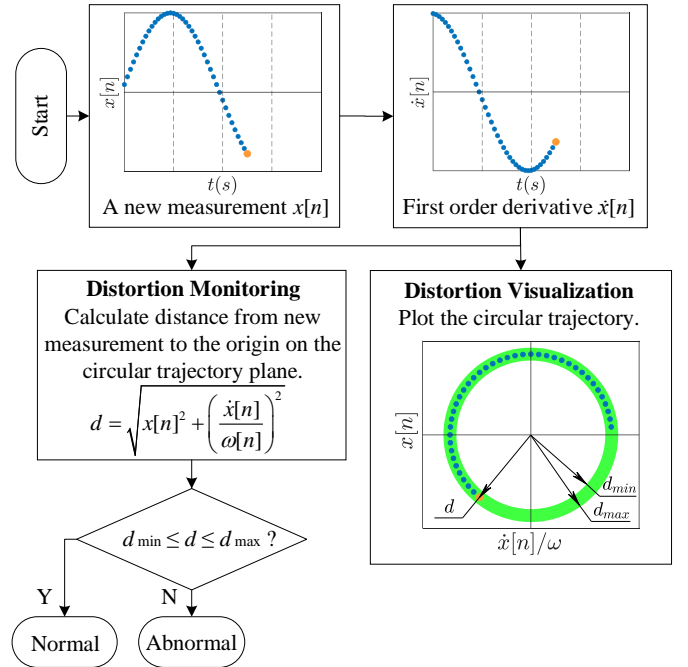 Start
x[n]
t(s)
A new measurement x[n]
ẋ[n]
t(s)
First order derivative ẋ[n]
Distortion Monitoring
Calculate distance from new
measurement to the origin on the
circular trajectory plane.
d = √(x[n]² + (ẋ[n]/ω[n])²)
Distortion Visualization
Plot the circular trajectory.
x[n]
d
d_min
d_max
ẋ[n]/ω
d min ≤ d ≤ d max ?
Y
N
Normal
Abnormal